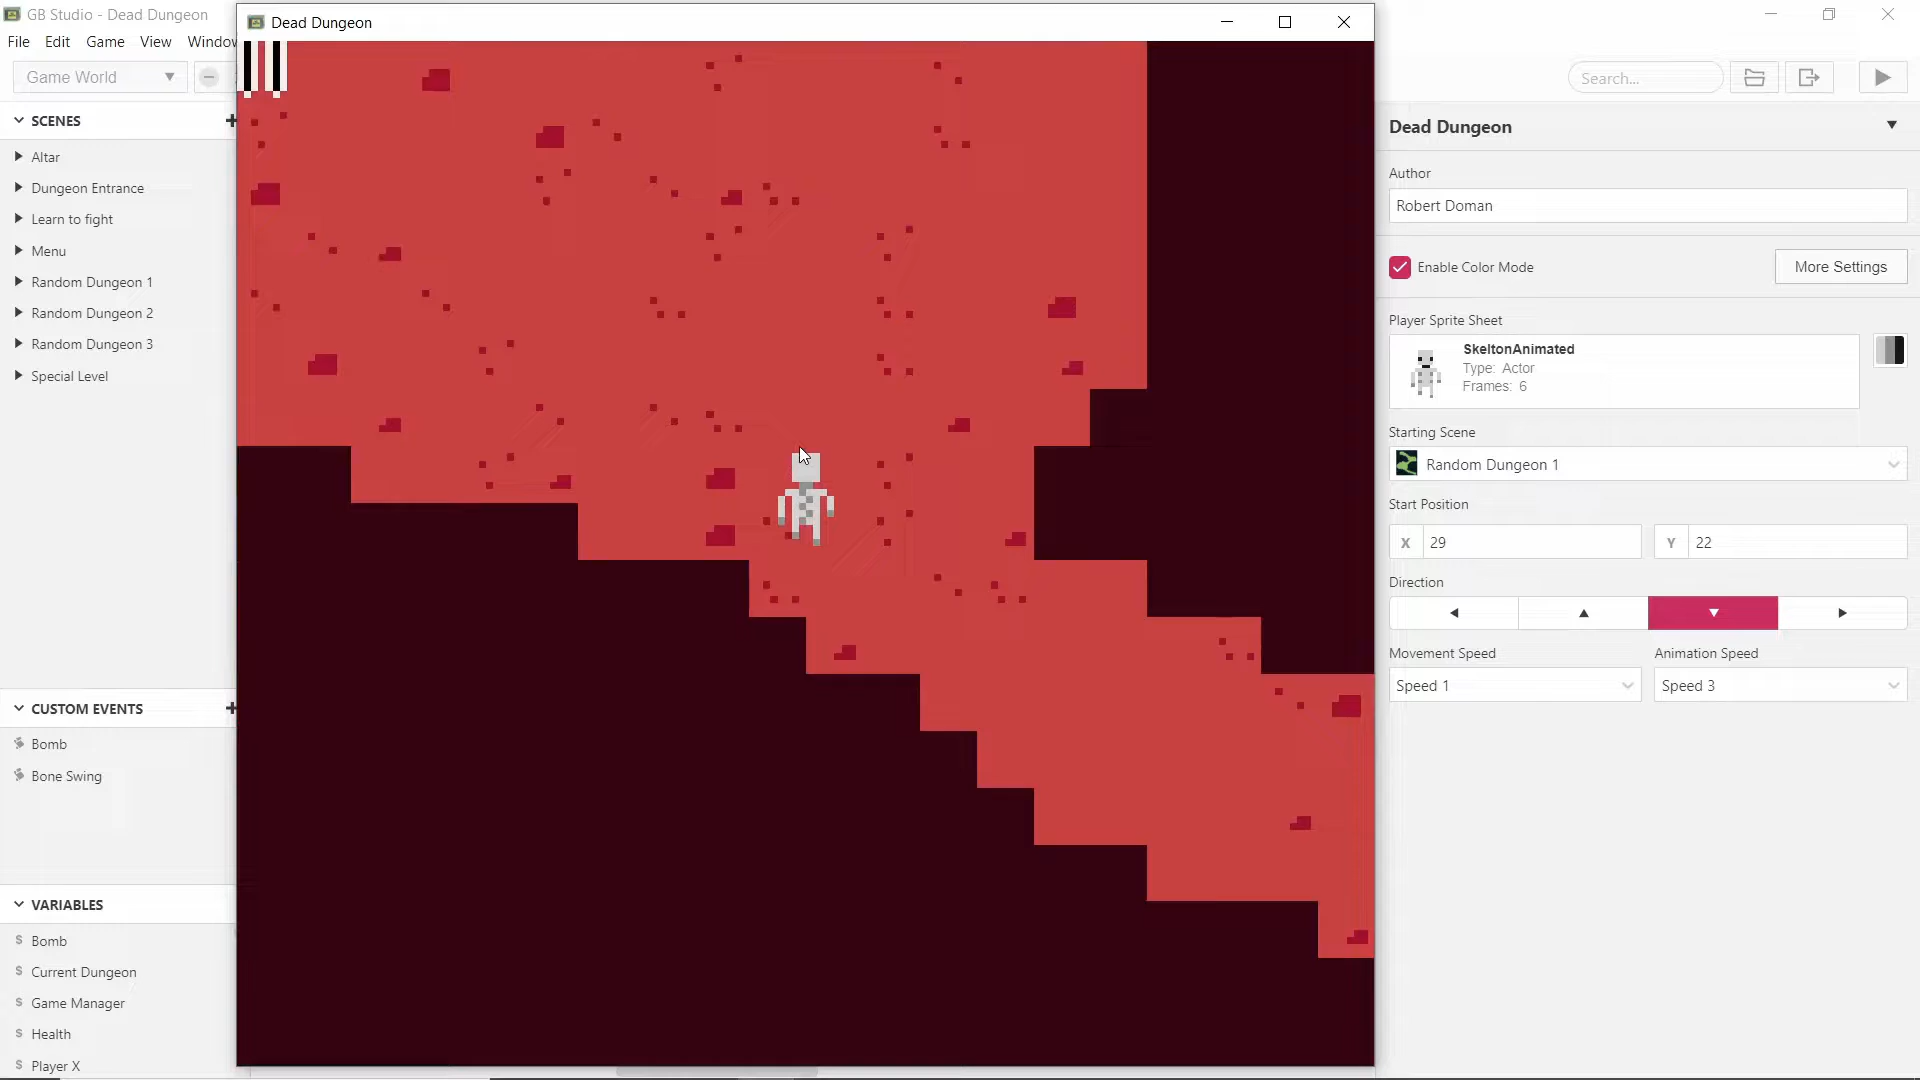 GB Studio - Dead Dungeon
Dead Dungeon
File Edit Game View Windo
Game World
Search...
SCENES
Altar
Dungeon Entrance
Learn to fight
Menu
Random Dungeon 1
Random Dungeon 2
Random Dungeon 3
Special Level
CUSTOM EVENTS
Bomb
Bone Swing
VARIABLES
$ Bomb
$ Current Dungeon
$ Game Manager
$ Health
$ Player X
Dead Dungeon
Author
Robert Doman
Enable Color Mode
More Settings
Player Sprite Sheet
SkeltonAnimated
Type: Actor
Frames: 6
Starting Scene
Random Dungeon 1
Start Position
X 29 Y 22
Direction
Movement Speed Animation Speed
Speed 1 Speed 3